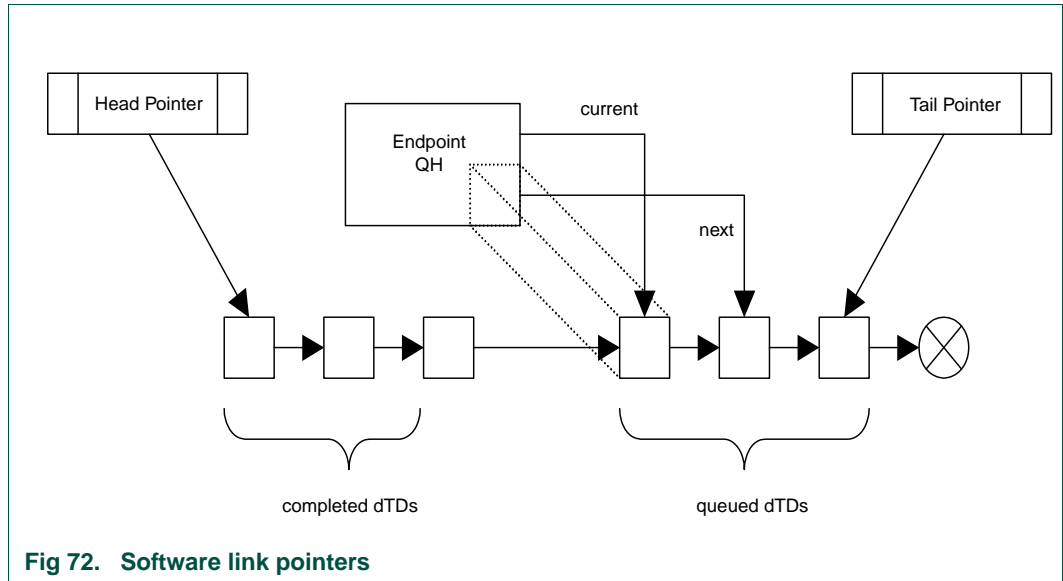 Head Pointer
Endpoint
QH
current
Tail Pointer
next
completed dTDs
queued dTDs
Fig 72. Software link pointers